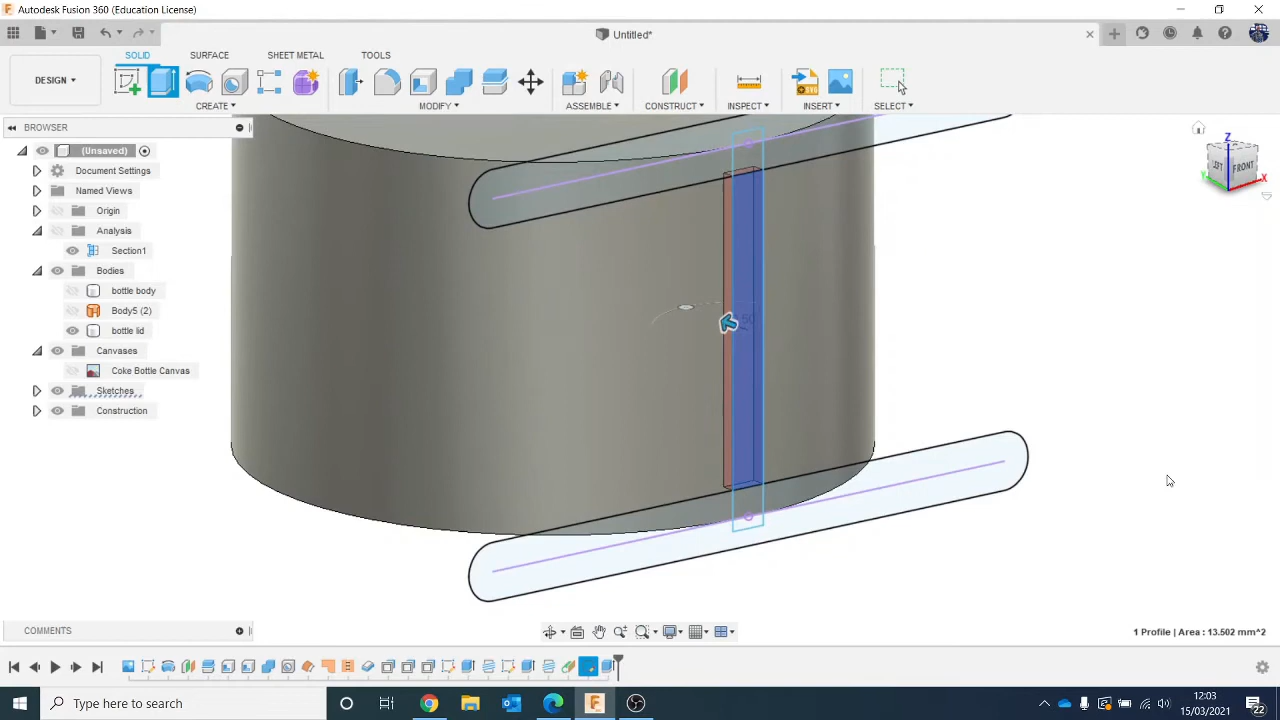 Autodesk Fusion 360 (Education License)
Untitled*
DESIGN
SOLID
SURFACE
SHEET METAL
TOOLS
CREATE
MODIFY
ASSEMBLE
CONSTRUCT
INSPECT
INSERT
SELECT
BROWSER
(Unsaved)
Document Settings
Named Views
Origin
Analysis
Section1
Bodies
bottle body
Body5 (2)
bottle lid
Canvases
Coke Bottle Canvas
Sketches
Construction
Z
LEFT
FRONT
Y
X
COMMENTS
1 Profile | Area : 13.502 mm^2
Type here to search
12:03
15/03/2021
22